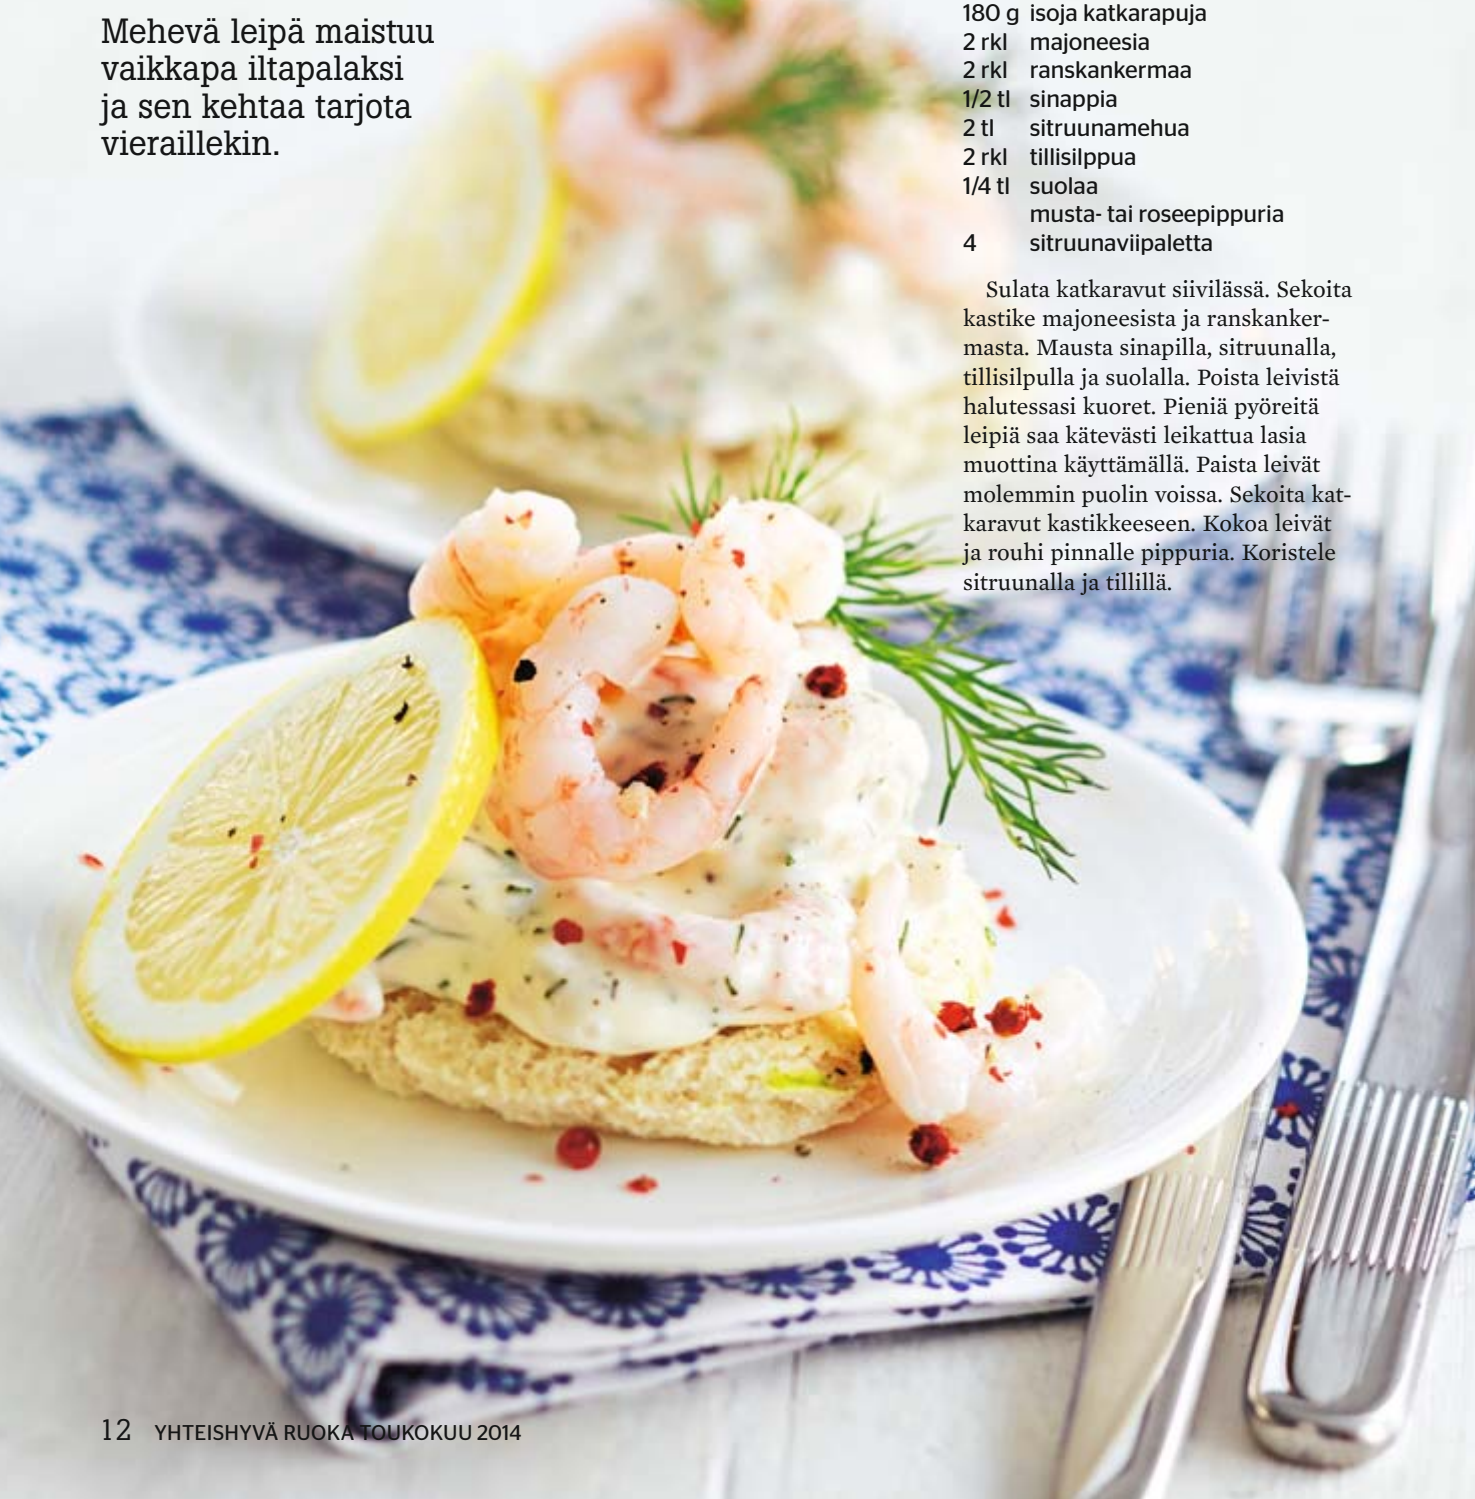 Mehevä leipä maistuu
vaikkapa iltapalaksi
ja sen kehtaa tarjota
vieraillekin.
180 g isoja katkarapuja
2 rkl majoneesia
2 rkl ranskankermaa
1/2 tl sinappia
2 tl sitruunamehua
2 rkl tillisilppua
1/4 tl suolaa
musta- tai roseepippuria
4 sitruunaviipaletta
Sulata katkaravut siivilässä. Sekoita
kastike majoneesista ja ranskanker-
masta. Mausta sinapilla, sitruunalla,
tillisilpulla ja suolalla. Poista leivistä
halutessasi kuoret. Pieniä pyöreitä
leipiä saa kätevästi leikattua lasia
muottina käyttämällä. Paista leivät
molemmin puolin voissa. Sekoita kat-
karavut kastikkeeseen. Kokoa leivät
ja rouhi pinnalle pippuria. Koristele
sitruunalla ja tillillä.
12 YHTEISHYVÄ RUOKA TOUKOKUU 2014